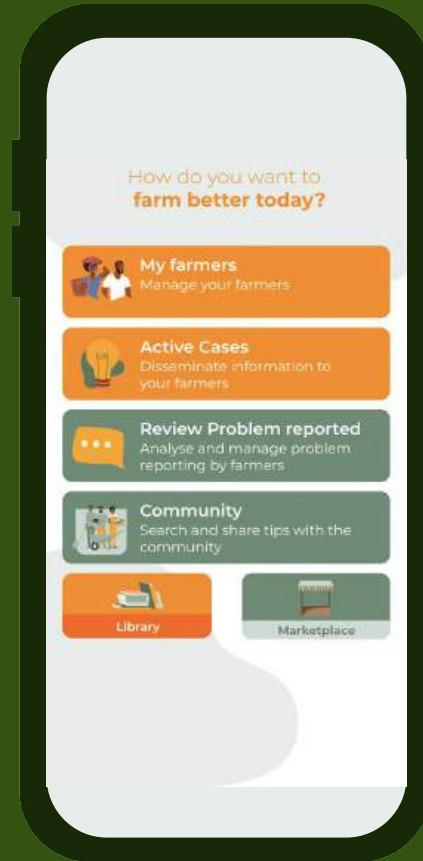 How do you want to
farm better today?
My farmers
Manage your farmers
Active Cases
Disseminate information to
your farmers
Review Problem reported
Analyse and manage problem
reporting by farmers
Community
Search and share tips with the
community
Library
Marketplace